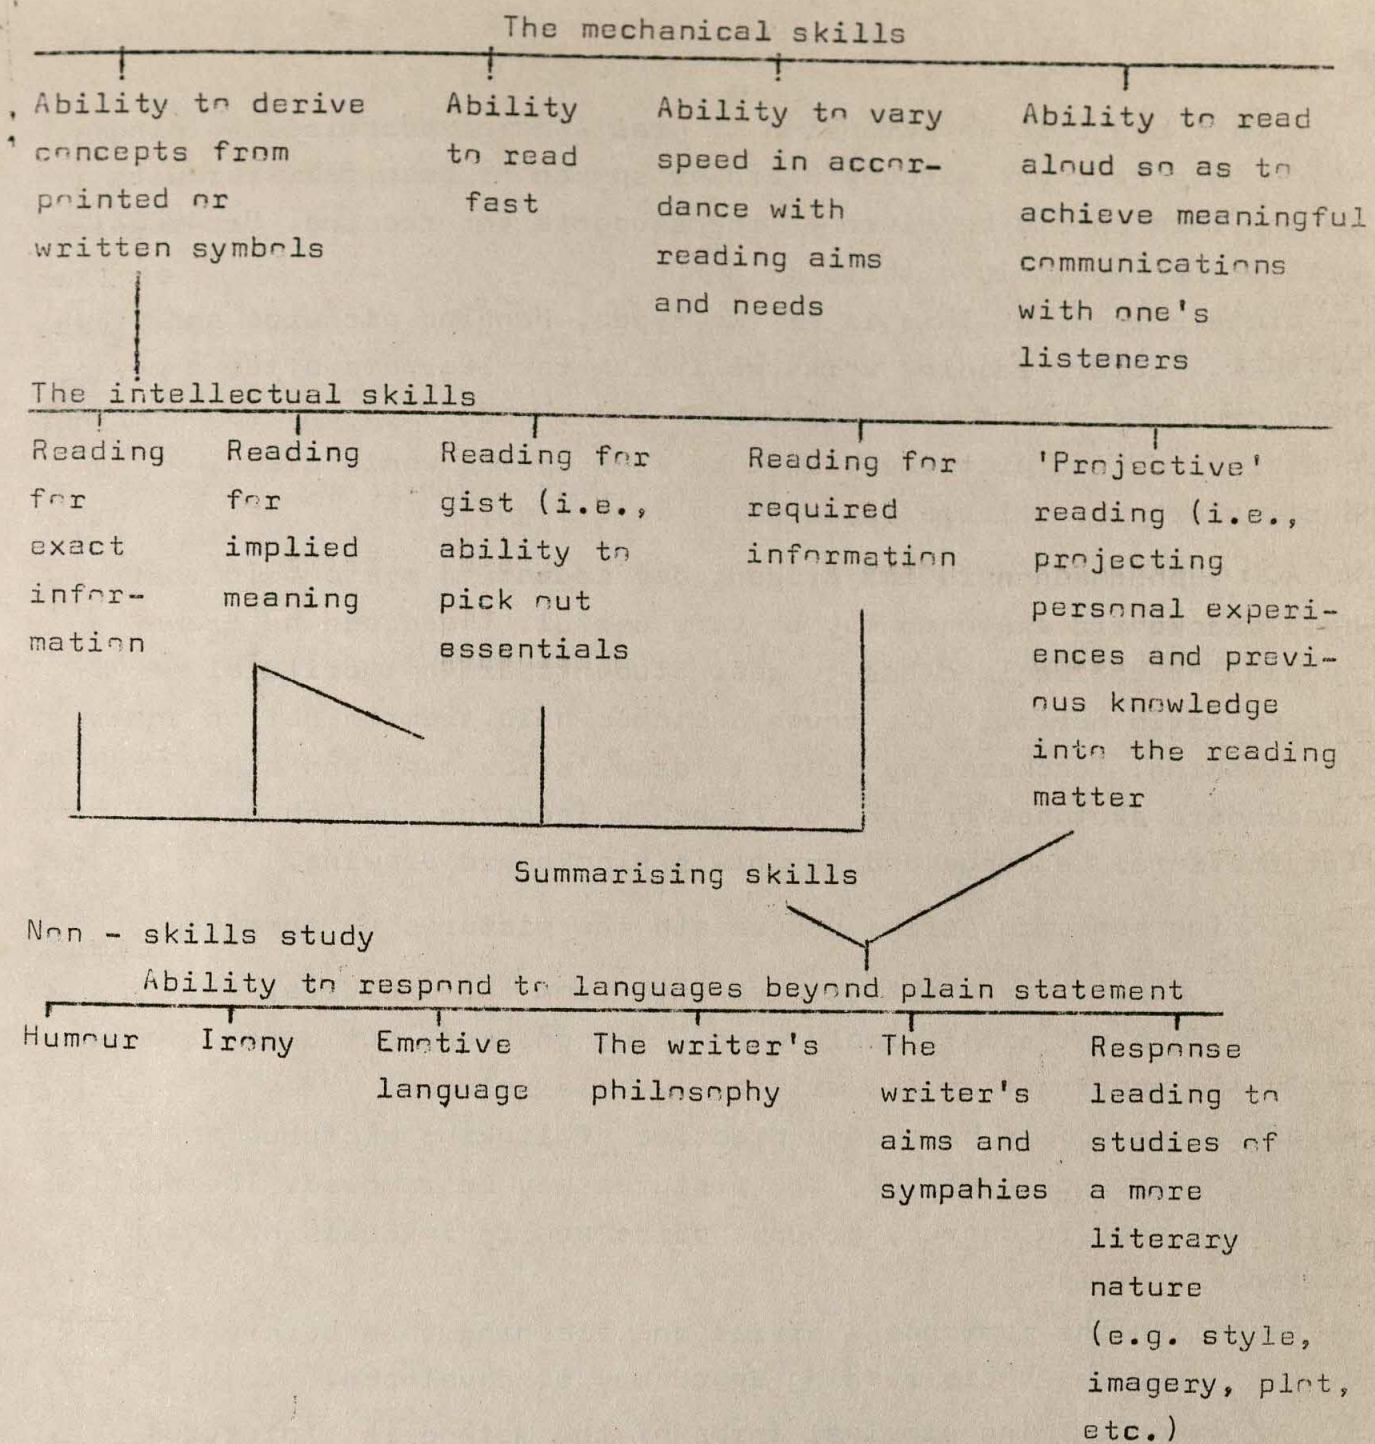 The mechanical skills
Ability to derive
concepts from
pointed or
written symbols
Ability
to read
fast
Ability to vary
speed in accor-
dance with
reading aims
and needs
Ability to read
aloud so as to
achieve meaningful
communications
with one's
listeners
The intellectual skills
Reading
for
exact
infor-
mation
Reading
for
implied
meaning
Reading for
gist (i.e.,
ability to
pick out
essentials
Reading for
required
information
'Projective'
reading (i.e.,
projecting
personal experi-
ences and previ-
ous knowledge
into the reading
matter
Summarising skills
Non - skills study
Ability to respond to languages beyond plain statement
Humour
Irony
Emotive
language
The writer's
philosophy
The
writer's
aims and
sympahies
Response
leading to
studies of
a more
literary
nature
(e.g. style,
imagery, plot,
etc.)